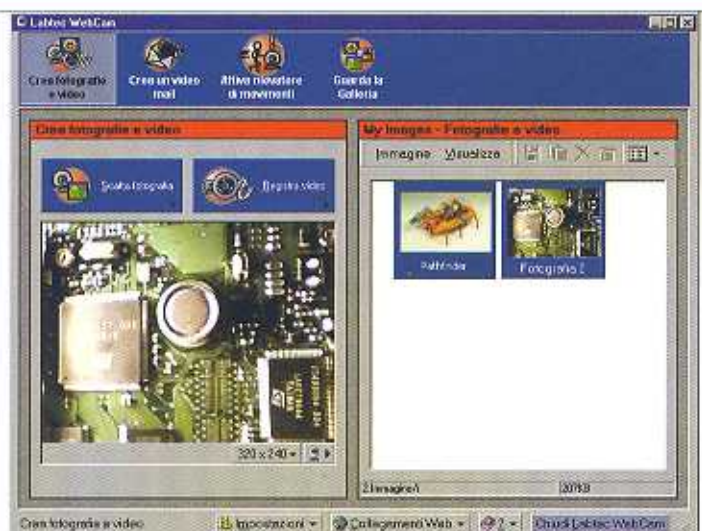 Labtec WebCam
Crea fotografie e video
Crea un video mail
Attiva rilevatore di movimenti
Guarda la Galleria
Crea fotografie e video
My Images - Fotografie e video
Immagine Visualizza
Scatta fotografia
Registra video
Pathfinder
Fotografia 2
320 x 240
2 Immagine/i
207KB
Crea fotografie e video
Impostazioni
Collegamenti Web
?
Chiudi Labtec WebCam